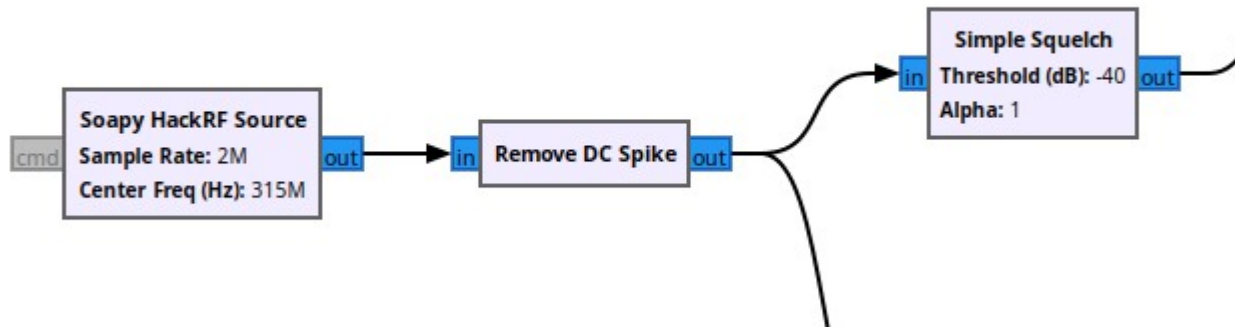 cmd
Soapy HackRF Source
Sample Rate: 2M
Center Freq (Hz): 315M
out
in
Remove DC Spike
out
in
Simple Squelch
Threshold (dB): -40
Alpha: 1
out